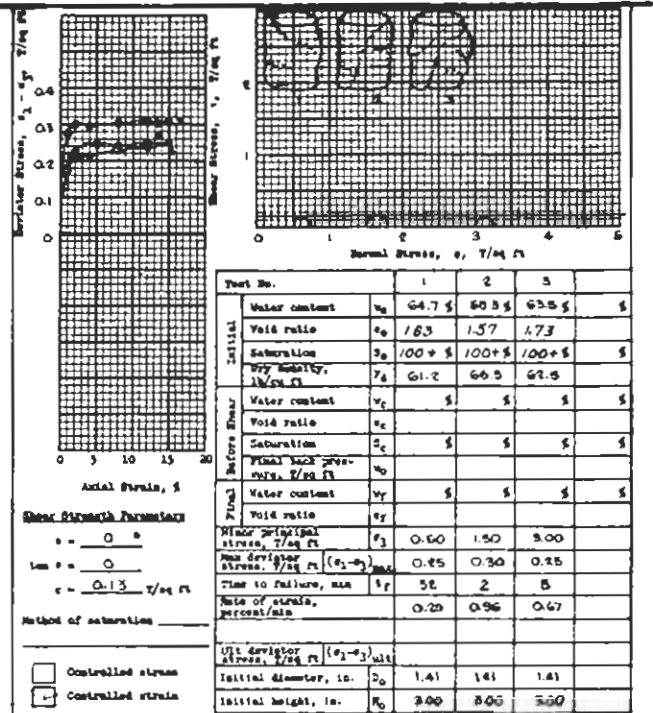 Deviator Stress, σ1 - σ3, T/sq ft
0.4
0.3
0.2
0.1
0
0 5 10 15 20
Axial Strain, %
Shear Stress, τ, T/sq ft
2
1
1 2 3
0 1 2 3 4 5
Normal Stress, σ, T/sq ft
Shear Strength Parameters
φ = 0 °
tan φ = 0
c = 0.13 T/sq ft
Method of saturation
Controlled stress
Controlled strain
Test No. 1 2 3
Initial
Water content w₀ 64.7 % % 63.5 % %
Void ratio e₀ 1.63 1.57 1.73
Saturation S₀ 100+ % 100+ % 100+ % %
Dry density, lb/cu ft γd 61.2 62.5
Before Shear
Water content wc % % % %
Void ratio ec
Saturation Sc % % % %
Final back pressure, T/sq ft u₀
Final
Water content wf % % % %
Void ratio ef
Minor principal stress, T/sq ft σ3 1.50 3.00
Max deviator stress, T/sq ft (σ1-σ3)max 0.25 0.30 0.25
Time to failure, min tf 52 2 8
Rate of strain, percent/min 0.29 0.96 0.67
Ult deviator stress, T/sq ft (σ1-σ3)ult
Initial diameter, in. D₀ 1.41 1.41 1.41
Initial height, in. H₀ 3.00 3.00 3.00